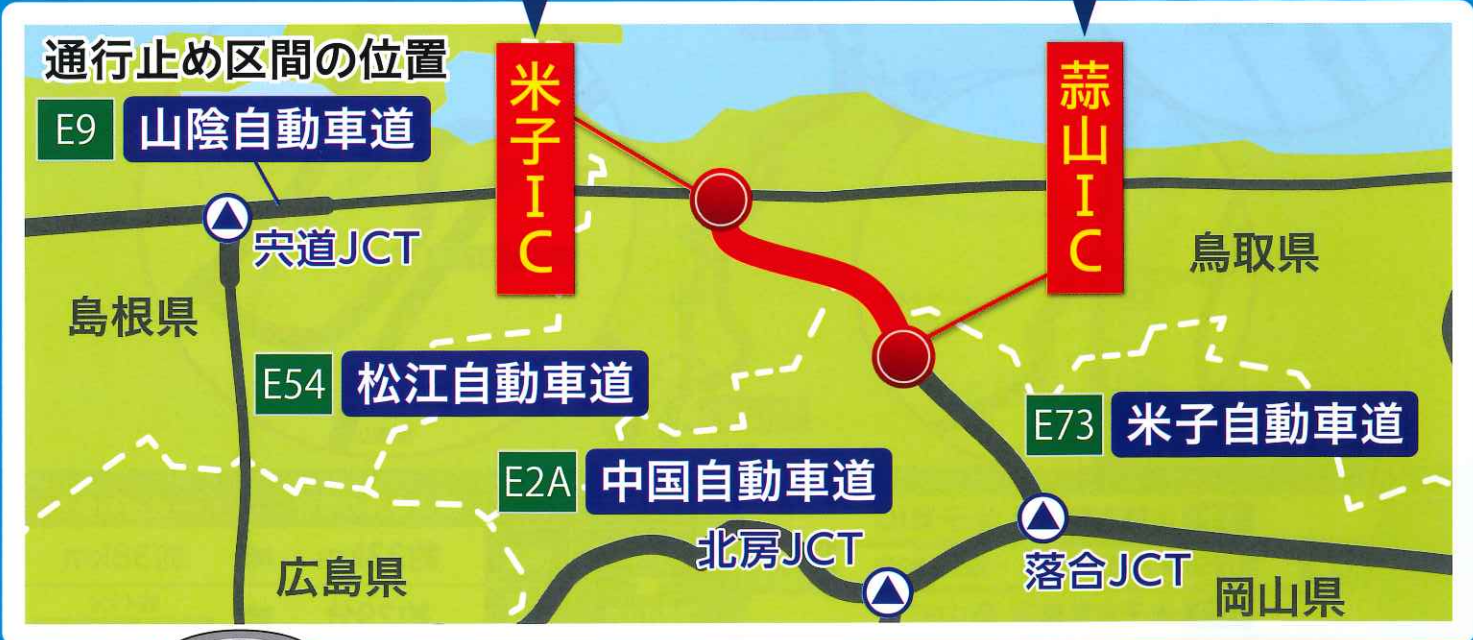 通行止め区間の位置
E9 山陰自動車道
米子IC
蒜山IC
宍道JCT
鳥取県
島根県
E54 松江自動車道
E73 米子自動車道
E2A 中国自動車道
北房JCT
落合JCT
広島県
岡山県